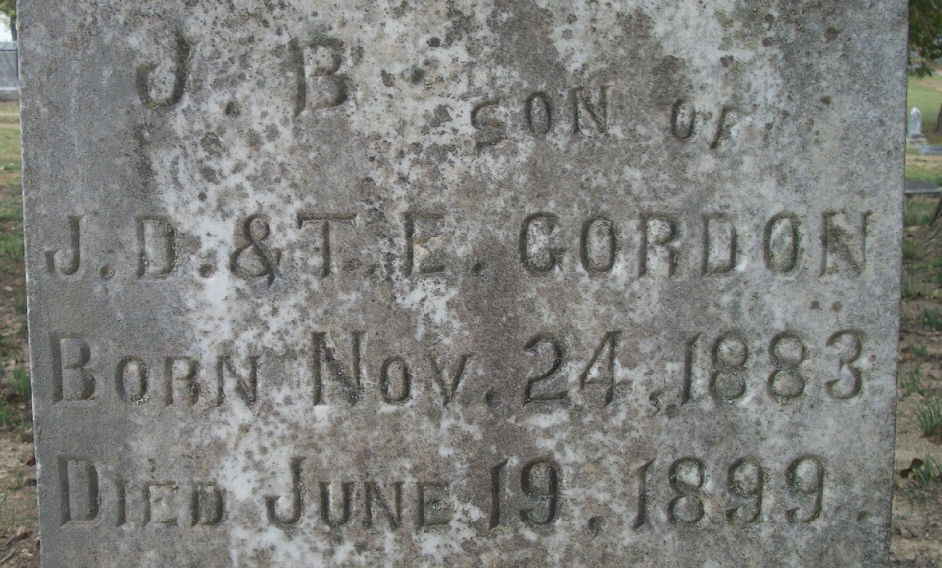 J. B. SON OF
J. D. & T. E. GORDON
BORN NOV. 24, 1883
DIED JUNE 19, 1899.